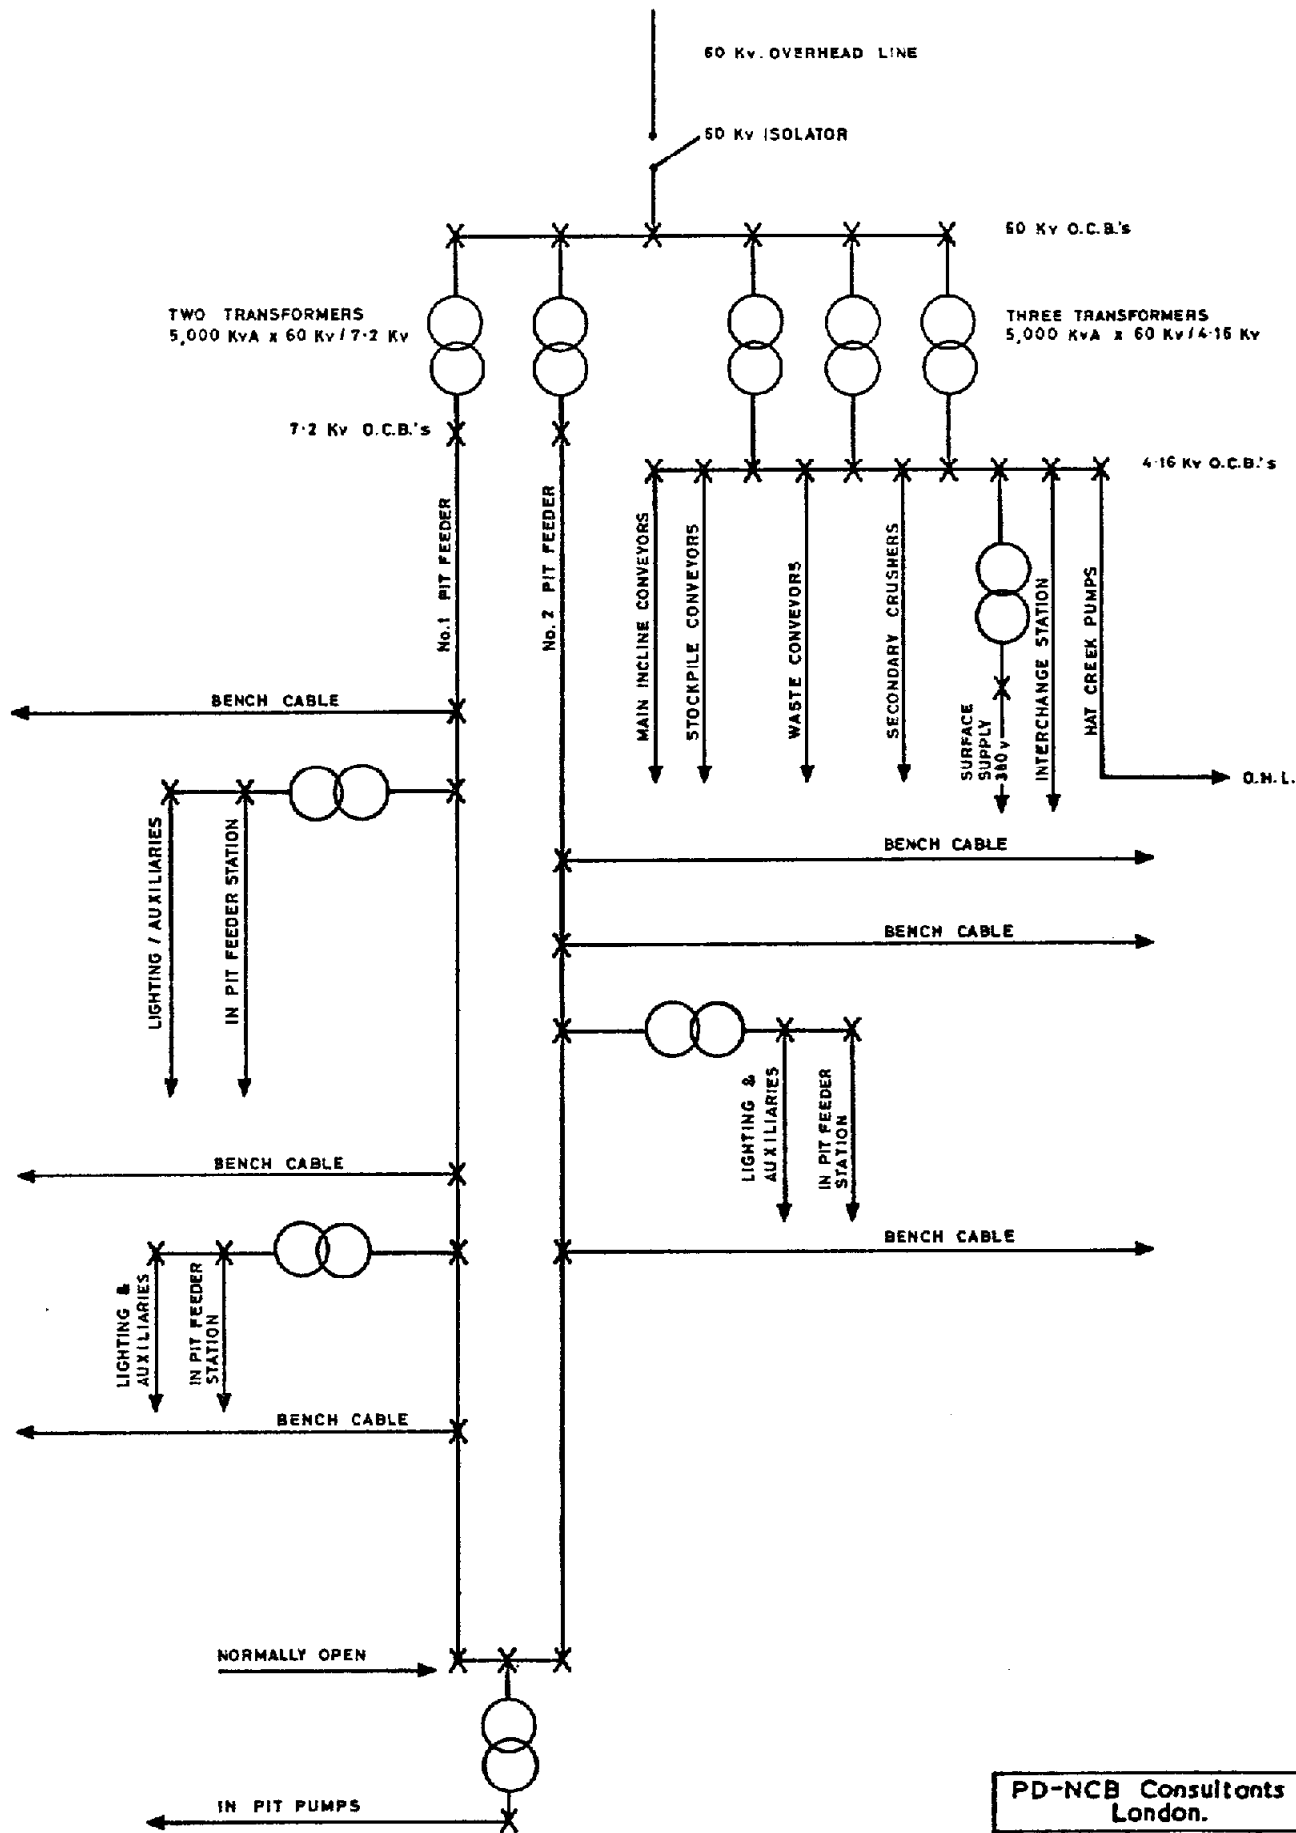 60 Kv. OVERHEAD LINE
60 Kv ISOLATOR
60 Kv O.C.B.'s
TWO TRANSFORMERS
5,000 KvA x 60 Kv / 7·2 Kv
THREE TRANSFORMERS
5,000 KvA x 60 Kv / 4·16 Kv
7·2 Kv O.C.B.'s
4·16 Kv O.C.B.'s
No.1 PIT FEEDER
No. 2 PIT FEEDER
MAIN INCLINE CONVEYORS
STOCKPILE CONVEYORS
WASTE CONVEYORS
SECONDARY CRUSHERS
SURFACE
SUPPLY
380 v
INTERCHANGE STATION
HAT CREEK PUMPS
O.H.L.
BENCH CABLE
LIGHTING / AUXILIARIES
IN PIT FEEDER STATION
BENCH CABLE
BENCH CABLE
LIGHTING &
AUXILIARIES
IN PIT FEEDER
STATION
BENCH CABLE
BENCH CABLE
LIGHTING &
AUXILIARIES
IN PIT FEEDER
STATION
BENCH CABLE
NORMALLY OPEN
IN PIT PUMPS
PD-NCB Consultants
London.